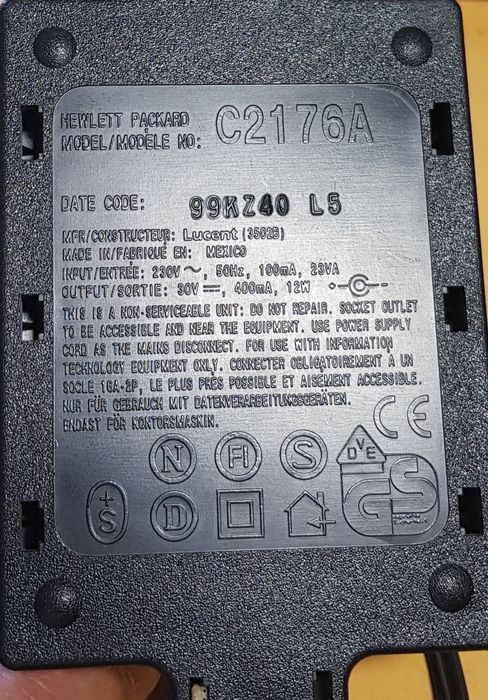 HEWLETT PACKARD
MODEL/MODÈLE NO: C2176A
DATE CODE: 99KZ40 L5
MFR/CONSTRUCTEUR: Lucent (3502B)
MADE IN/FABRIQUÉ EN: MEXICO
INPUT/ENTRÉE: 230V ~, 50Hz, 100mA, 23VA
OUTPUT/SORTIE: 30V ⎓, 400mA, 12W
THIS IS A NON-SERVICEABLE UNIT: DO NOT REPAIR. SOCKET OUTLET
TO BE ACCESSIBLE AND NEAR THE EQUIPMENT. USE POWER SUPPLY
CORD AS THE MAINS DISCONNECT. FOR USE WITH INFORMATION
TECHNOLOGY EQUIPMENT ONLY. CONNECTER OBLIGATOIREMENT A UN
SOCLE 16A-2P, LE PLUS PRÉS POSSIBLE ET AISEMENT ACCESSIBLE.
NUR FÜR GEBRAUCH MIT DATENVERARBEITUNGSGERÄTEN.
ENDAST FÖR KONTORSMASKIN.
CE
N FI S DVE
+S D GS